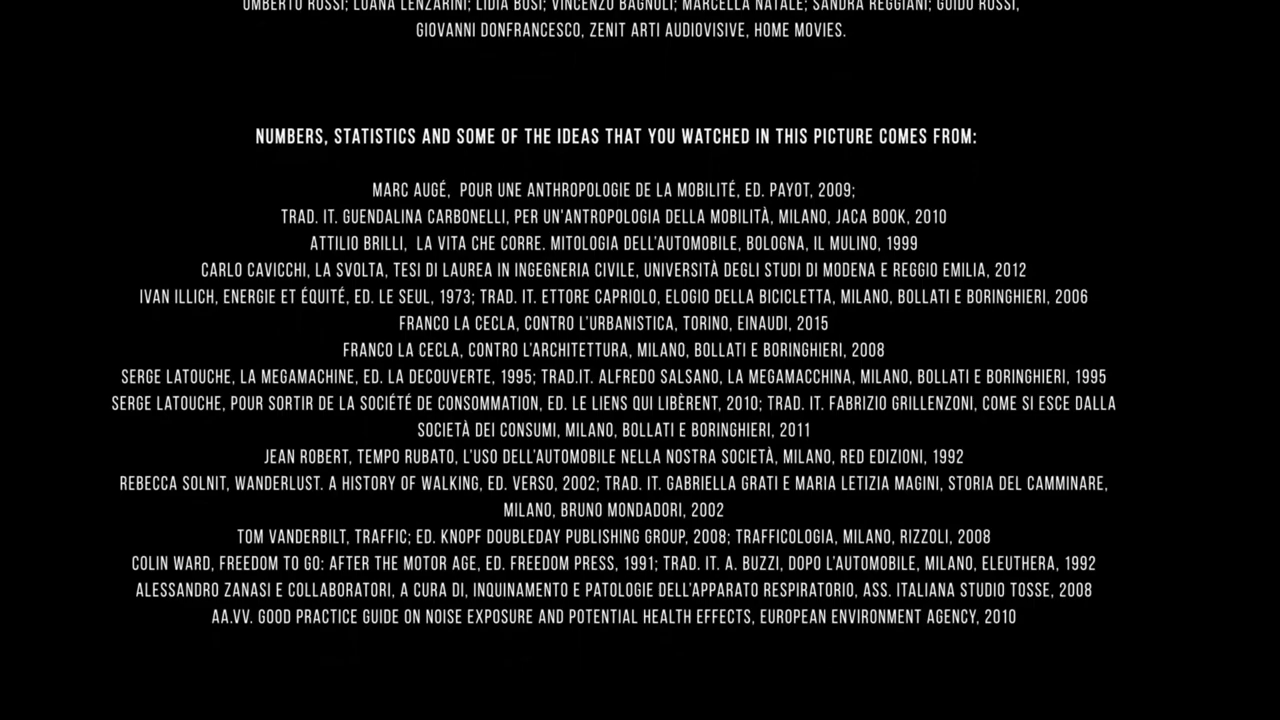 UMBERTO ROSSI; LUANA LENZARINI; LIDIA BUSI; VINCENZO BAGNOLI; MARCELLA NATALE; SANDRA REGGIANI; GUIDO ROSSI,
GIOVANNI DONFRANCESCO, ZENIT ARTI AUDIOVISIVE, HOME MOVIES.
NUMBERS, STATISTICS AND SOME OF THE IDEAS THAT YOU WATCHED IN THIS PICTURE COMES FROM:
MARC AUGÉ, POUR UNE ANTHROPOLOGIE DE LA MOBILITÉ, ED. PAYOT, 2009;
TRAD. IT. GUENDALINA CARBONELLI, PER UN'ANTROPOLOGIA DELLA MOBILITÀ, MILANO, JACA BOOK, 2010
ATTILIO BRILLI, LA VITA CHE CORRE. MITOLOGIA DELL'AUTOMOBILE, BOLOGNA, IL MULINO, 1999
CARLO CAVICCHI, LA SVOLTA, TESI DI LAUREA IN INGEGNERIA CIVILE, UNIVERSITÀ DEGLI STUDI DI MODENA E REGGIO EMILIA, 2012
IVAN ILLICH, ENERGIE ET ÉQUITÉ, ED. LE SEUL, 1973; TRAD. IT. ETTORE CAPRIOLO, ELOGIO DELLA BICICLETTA, MILANO, BOLLATI E BORINGHIERI, 2006
FRANCO LA CECLA, CONTRO L'URBANISTICA, TORINO, EINAUDI, 2015
FRANCO LA CECLA, CONTRO L'ARCHITETTURA, MILANO, BOLLATI E BORINGHIERI, 2008
SERGE LATOUCHE, LA MEGAMACHINE, ED. LA DECOUVERTE, 1995; TRAD.IT. ALFREDO SALSANO, LA MEGAMACCHINA, MILANO, BOLLATI E BORINGHIERI, 1995
SERGE LATOUCHE, POUR SORTIR DE LA SOCIÉTÉ DE CONSOMMATION, ED. LE LIENS QUI LIBÈRENT, 2010; TRAD. IT. FABRIZIO GRILLENZONI, COME SI ESCE DALLA
SOCIETÀ DEI CONSUMI, MILANO, BOLLATI E BORINGHIERI, 2011
JEAN ROBERT, TEMPO RUBATO, L'USO DELL'AUTOMOBILE NELLA NOSTRA SOCIETÀ, MILANO, RED EDIZIONI, 1992
REBECCA SOLNIT, WANDERLUST. A HISTORY OF WALKING, ED. VERSO, 2002; TRAD. IT. GABRIELLA GRATI E MARIA LETIZIA MAGINI, STORIA DEL CAMMINARE,
MILANO, BRUNO MONDADORI, 2002
TOM VANDERBILT, TRAFFIC; ED. KNOPF DOUBLEDAY PUBLISHING GROUP, 2008; TRAFFICOLOGIA, MILANO, RIZZOLI, 2008
COLIN WARD, FREEDOM TO GO: AFTER THE MOTOR AGE, ED. FREEDOM PRESS, 1991; TRAD. IT. A. BUZZI, DOPO L'AUTOMOBILE, MILANO, ELEUTHERA, 1992
ALESSANDRO ZANASI E COLLABORATORI, A CURA DI, INQUINAMENTO E PATOLOGIE DELL'APPARATO RESPIRATORIO, ASS. ITALIANA STUDIO TOSSE, 2008
AA.VV. GOOD PRACTICE GUIDE ON NOISE EXPOSURE AND POTENTIAL HEALTH EFFECTS, EUROPEAN ENVIRONMENT AGENCY, 2010